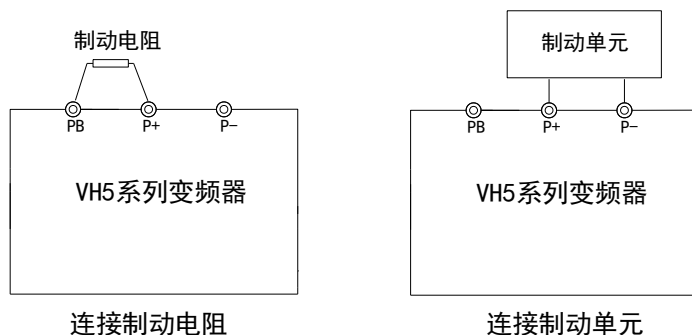 制动电阻
PB
P+
P-
VH5系列变频器
连接制动电阻
制动单元
PB
P+
P-
VH5系列变频器
连接制动单元